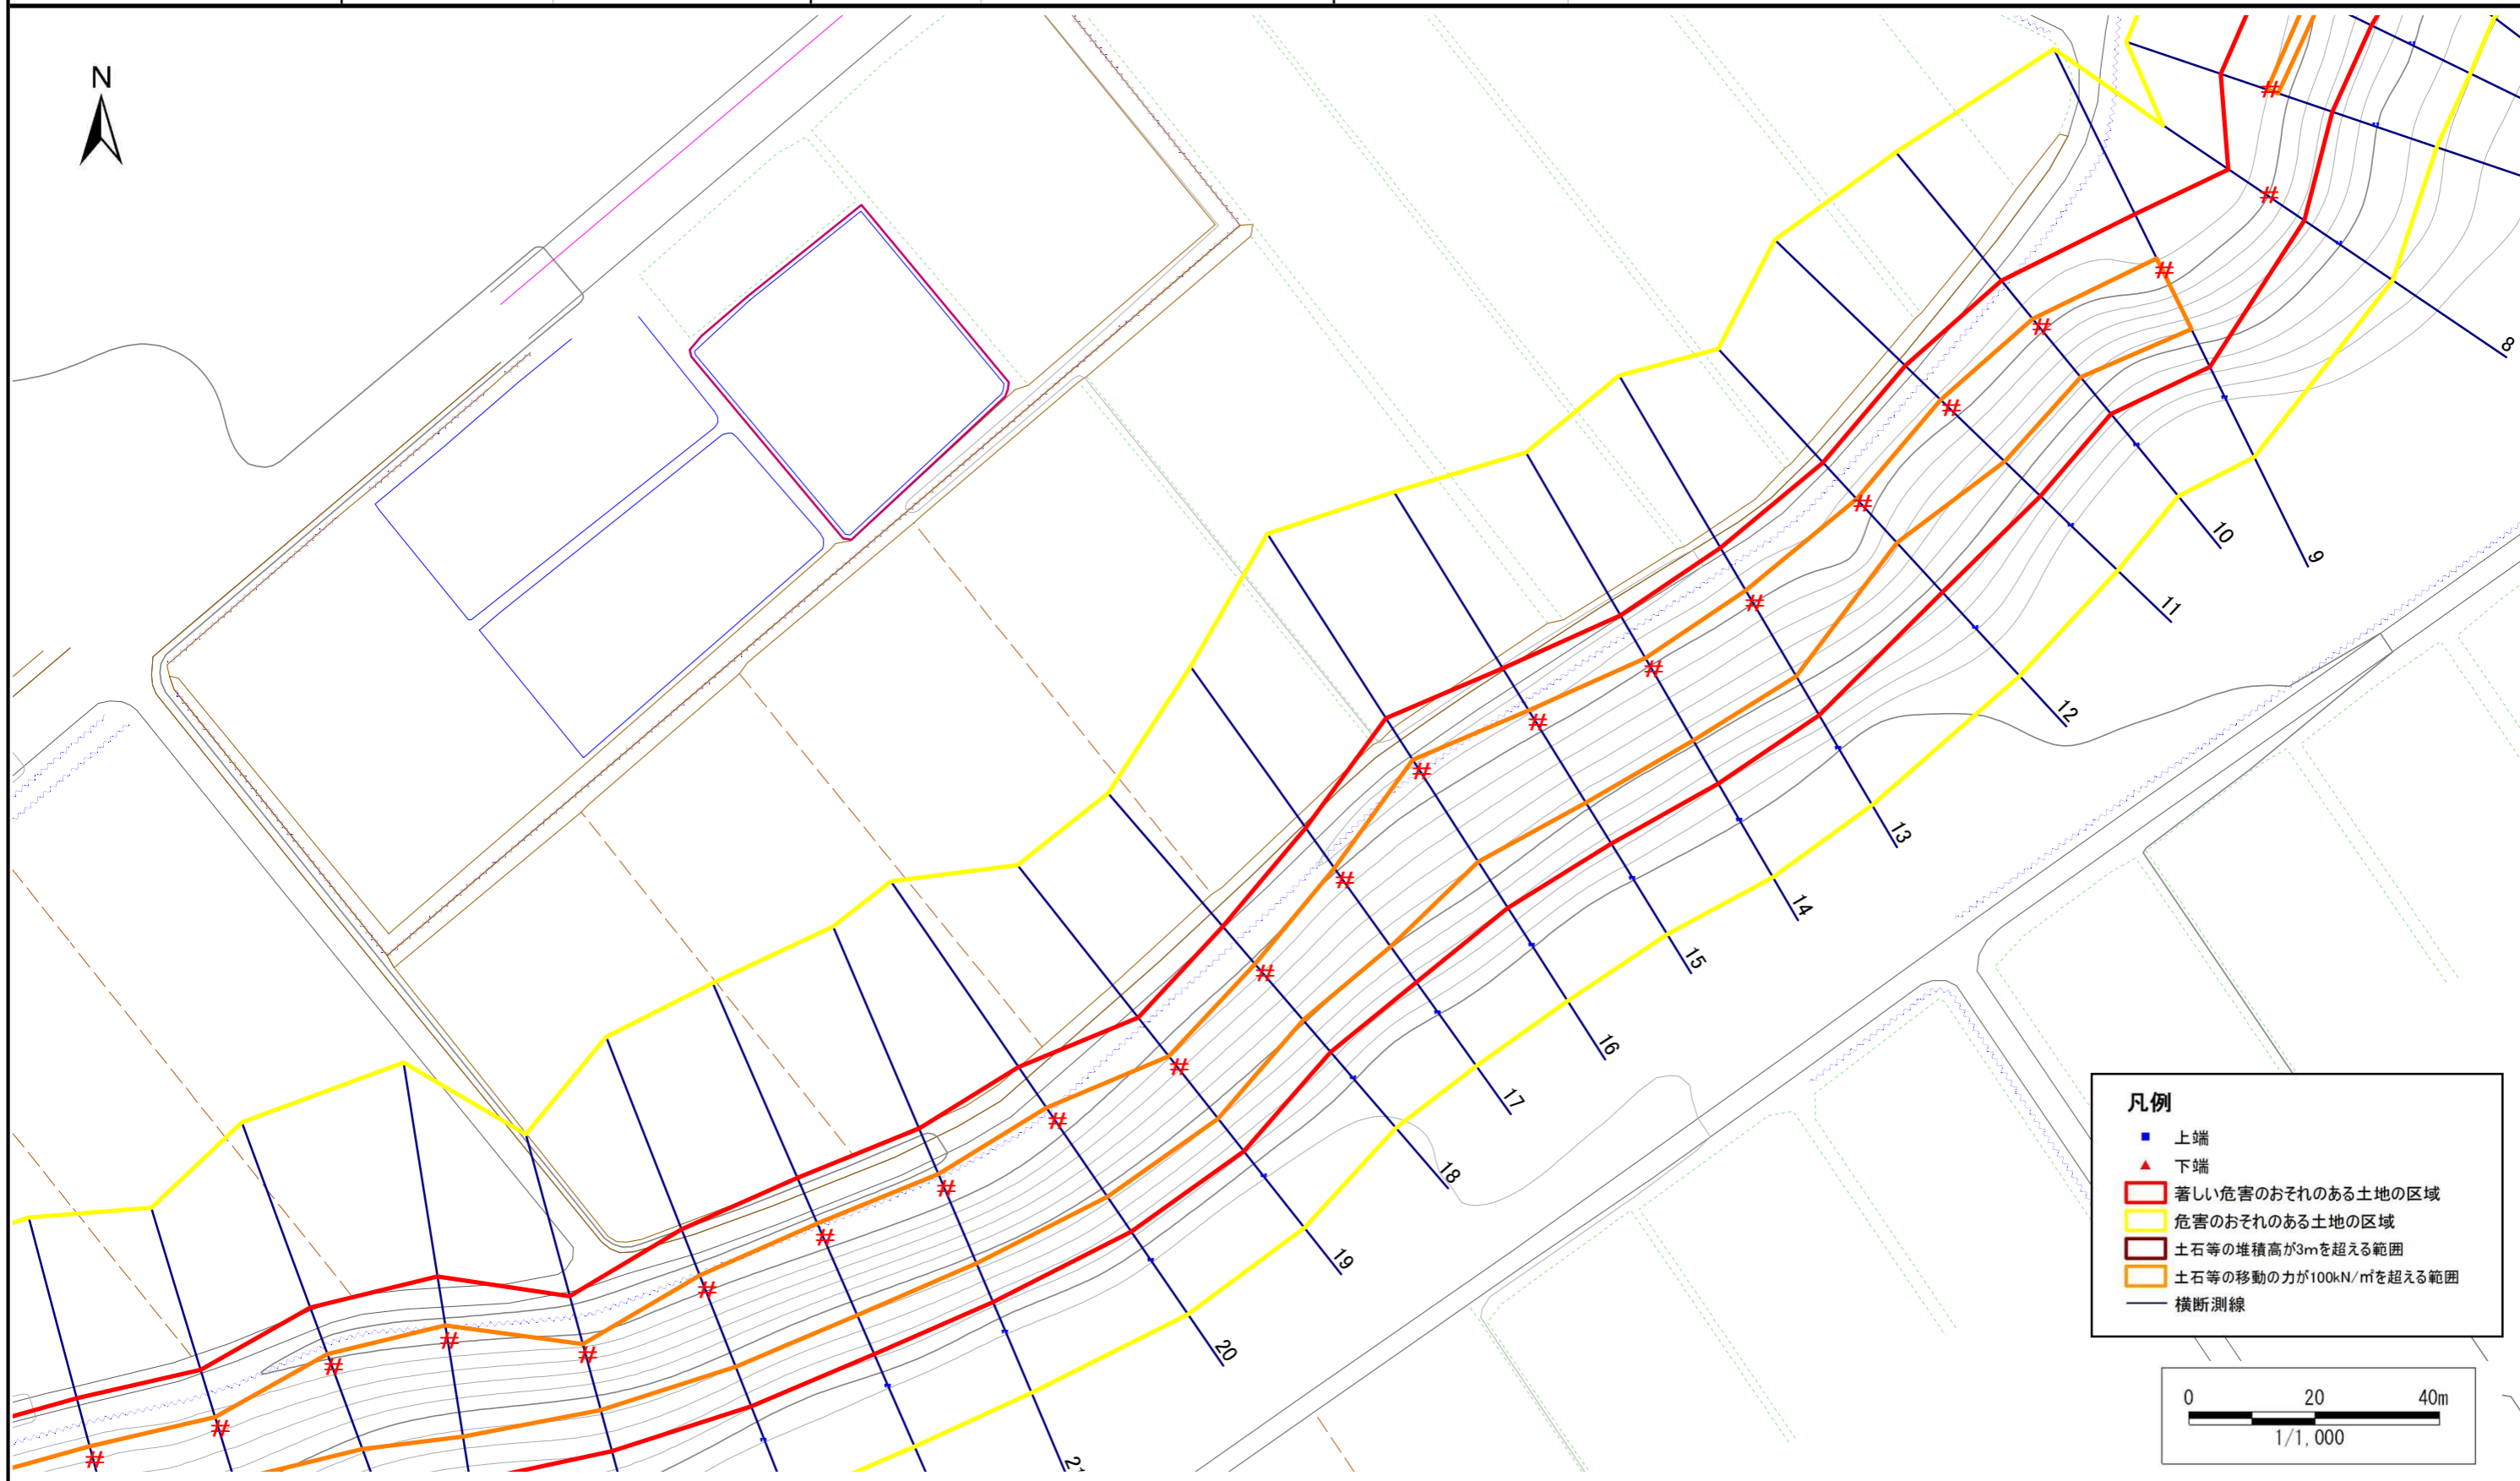 N
8
9
10
11
12
13
14
15
16
17
18
19
20
21
凡例
上端
下端
著しい危害のおそれのある土地の区域
危害のおそれのある土地の区域
土石等の堆積高が3mを超える範囲
土石等の移動の力が100kN/㎡を超える範囲
横断測線
0 20 40m
1/1,000